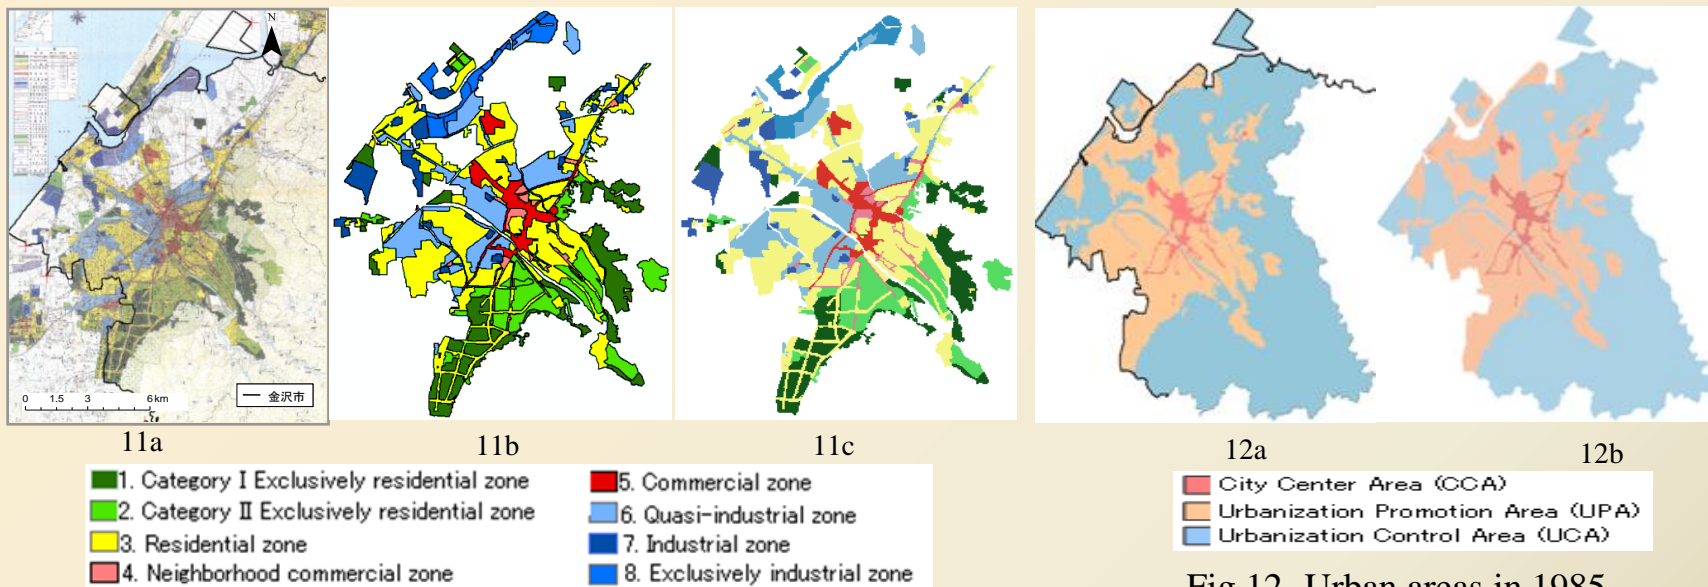 N
金沢市
0 1.5 3 6km
11a
11b
11c
12a
12b
1. Category I Exclusively residential zone
2. Category II Exclusively residential zone
3. Residential zone
4. Neighborhood commercial zone
5. Commercial zone
6. Quasi-industrial zone
7. Industrial zone
8. Exclusively industrial zone
City Center Area (CCA)
Urbanization Promotion Area (UPA)
Urbanization Control Area (UCA)
Fig.12 Urban areas in 1985